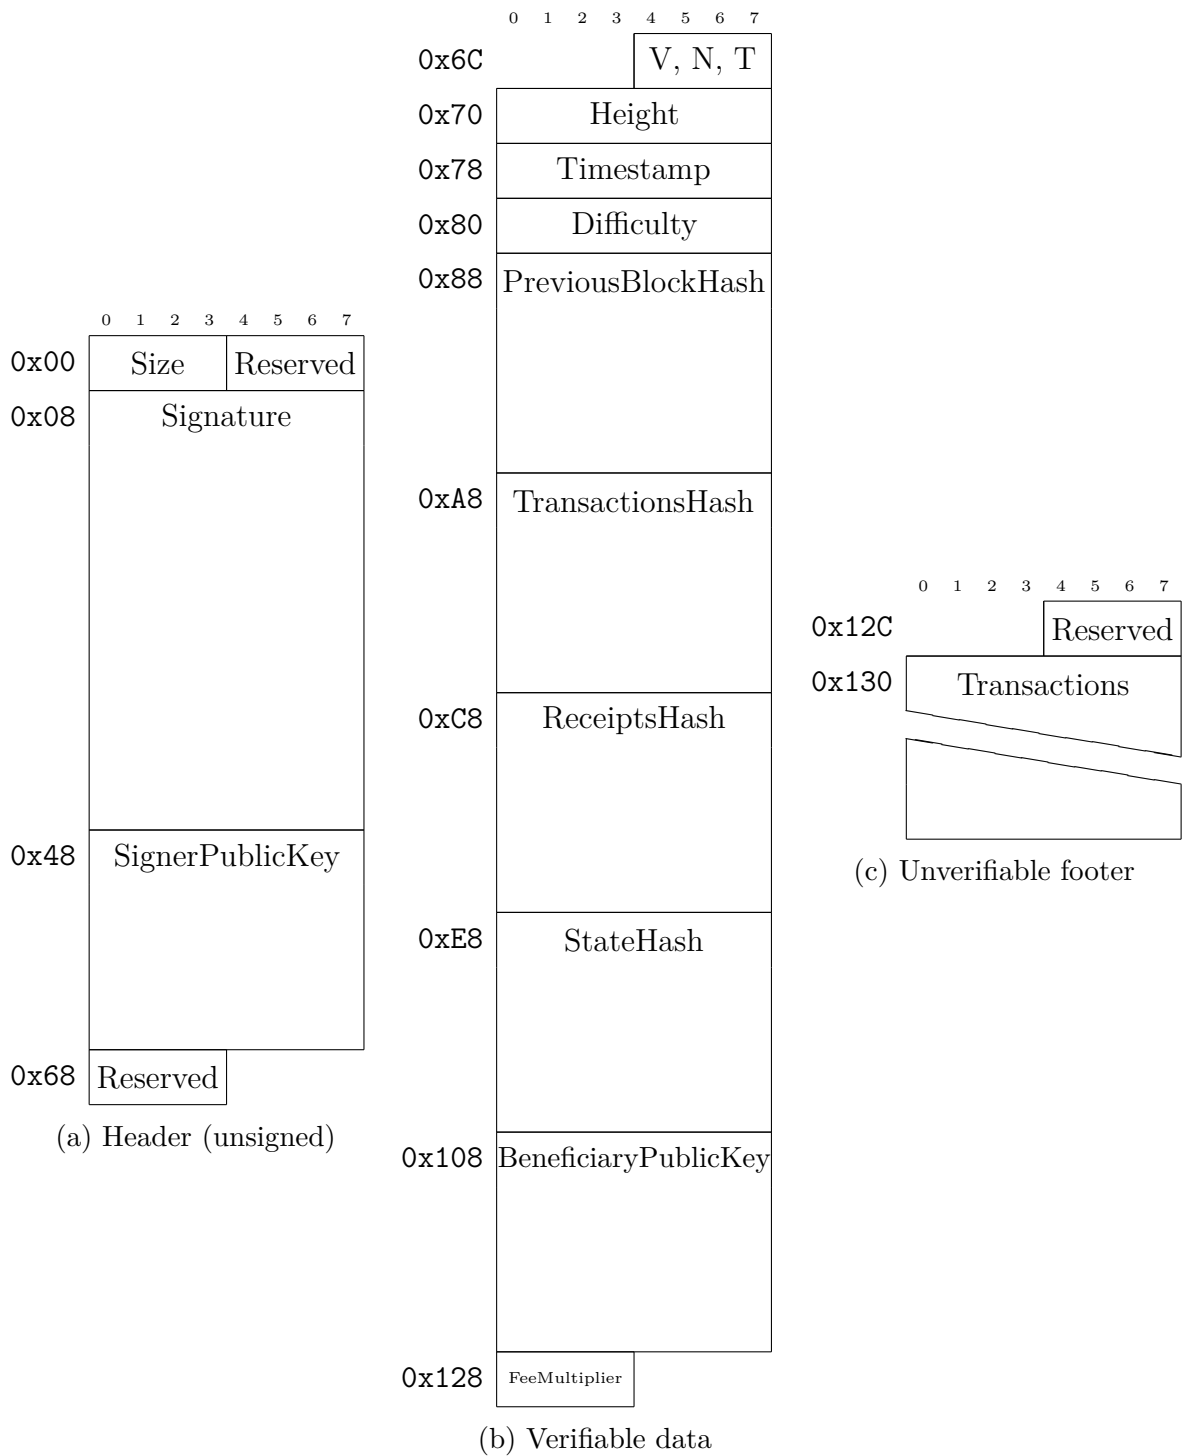 0 1 2 3 4 5 6 7
0x00 Size Reserved
0x08 Signature
0x48 SignerPublicKey
0x68 Reserved
(a) Header (unsigned)
0 1 2 3 4 5 6 7
0x6C V, N, T
0x70 Height
0x78 Timestamp
0x80 Difficulty
0x88 PreviousBlockHash
0xA8 TransactionsHash
0xC8 ReceiptsHash
0xE8 StateHash
0x108 BeneficiaryPublicKey
0x128 FeeMultiplier
(b) Verifiable data
0 1 2 3 4 5 6 7
0x12C Reserved
0x130 Transactions
(c) Unverifiable footer